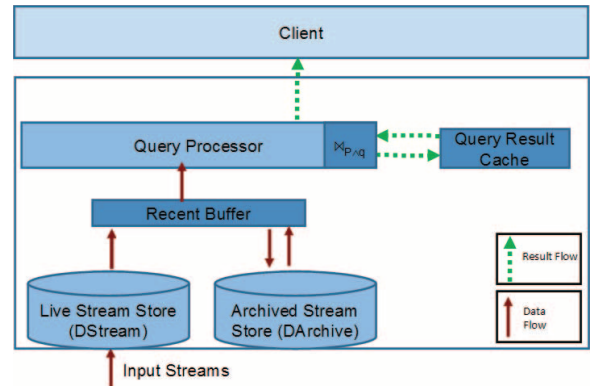 Client
Query Processor
⋈P∧q
Query Result
Cache
Recent Buffer
Live Stream Store
(DStream)
Archived Stream
Store (DArchive)
Result Flow
Data
Flow
Input Streams